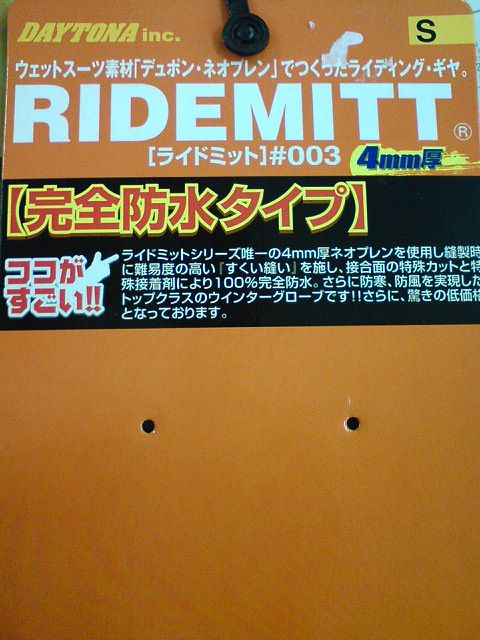 DAYTONA inc.
S
ウェットスーツ素材「デュポン・ネオプレン」でつくったライディング・ギヤ。
RIDEMITT®
[ライドミット]#003
4mm厚
【完全防水タイプ】
ココが
すごい!!
ライドミットシリーズ唯一の4mm厚ネオプレンを使用し縫製時
に難易度の高い『すくい縫い』を施し、接合面の特殊カットと特
殊接着剤により100%完全防水。さらに防寒、防風を実現した
トップクラスのウインターグローブです!!さらに、驚きの低価格
となっております。